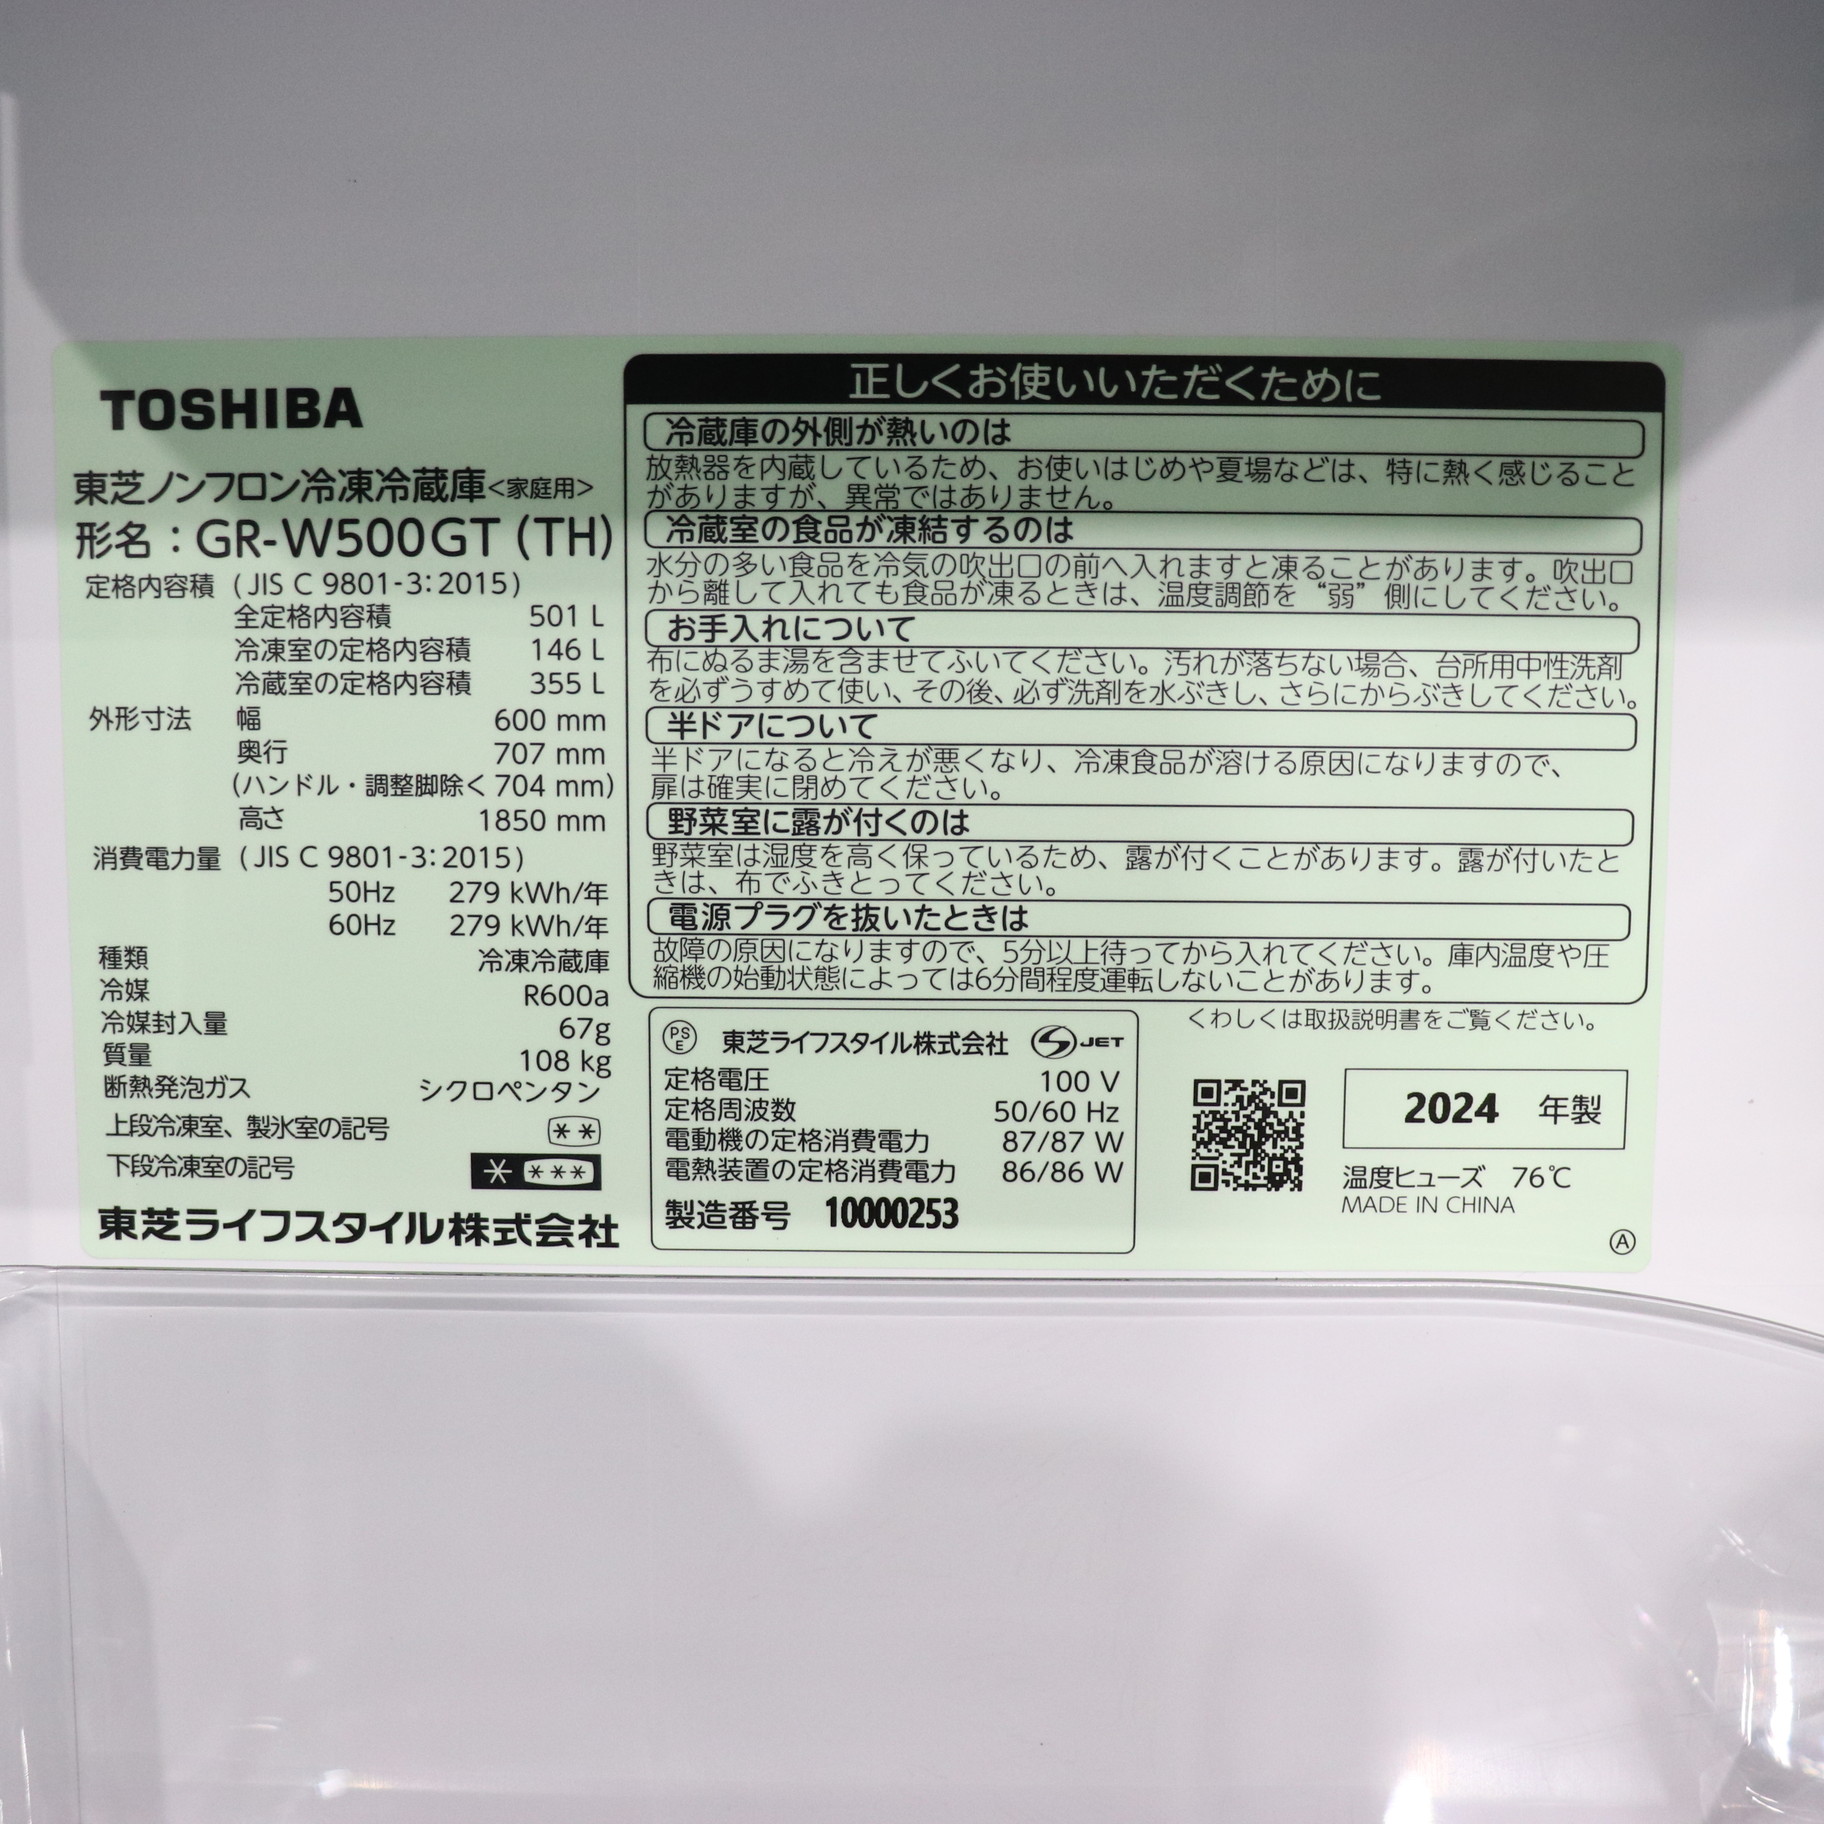 TOSHIBA
東芝ノンフロン冷凍冷蔵庫<家庭用>
形名：GR-W500GT (TH)
定格内容積 (JIS C 9801-3:2015)
全定格内容積 501 L
冷凍室の定格内容積 146 L
冷蔵室の定格内容積 355 L
外形寸法 幅 600 mm
奥行 707 mm
(ハンドル・調整脚除く 704 mm)
高さ 1850 mm
消費電力量 (JIS C 9801-3:2015)
50Hz 279 kWh/年
60Hz 279 kWh/年
種類 冷凍冷蔵庫
冷媒 R600a
冷媒封入量 67g
質量 108 kg
断熱発泡ガス シクロペンタン
上段冷凍室、製氷室の記号 **
下段冷凍室の記号 * ***
東芝ライフスタイル株式会社
正しくお使いいただくために
冷蔵庫の外側が熱いのは
放熱器を内蔵しているため、お使いはじめや夏場などは、特に熱く感じること
がありますが、異常ではありません。
冷蔵室の食品が凍結するのは
水分の多い食品を冷気の吹出口の前へ入れますと凍ることがあります。吹出口
から離して入れても食品が凍るときは、温度調節を“弱”側にしてください。
お手入れについて
布にぬるま湯を含ませてふいてください。汚れが落ちない場合、台所用中性洗剤
を必ずうすめて使い、その後、必ず洗剤を水ぶきし、さらにからぶきしてください。
半ドアについて
半ドアになると冷えが悪くなり、冷凍食品が溶ける原因になりますので、
扉は確実に閉めてください。
野菜室に露が付くのは
野菜室は湿度を高く保っているため、露が付くことがあります。露が付いたと
きは、布でふきとってください。
電源プラグを抜いたときは
故障の原因になりますので、5分以上待ってから入れてください。庫内温度や圧
縮機の始動状態によっては6分間程度運転しないことがあります。
くわしくは取扱説明書をご覧ください。
PSE 東芝ライフスタイル株式会社 S JET
定格電圧 100 V
定格周波数 50/60 Hz
電動機の定格消費電力 87/87 W
電熱装置の定格消費電力 86/86 W
製造番号 10000253
2024 年製
温度ヒューズ 76℃
MADE IN CHINA
Ⓐ